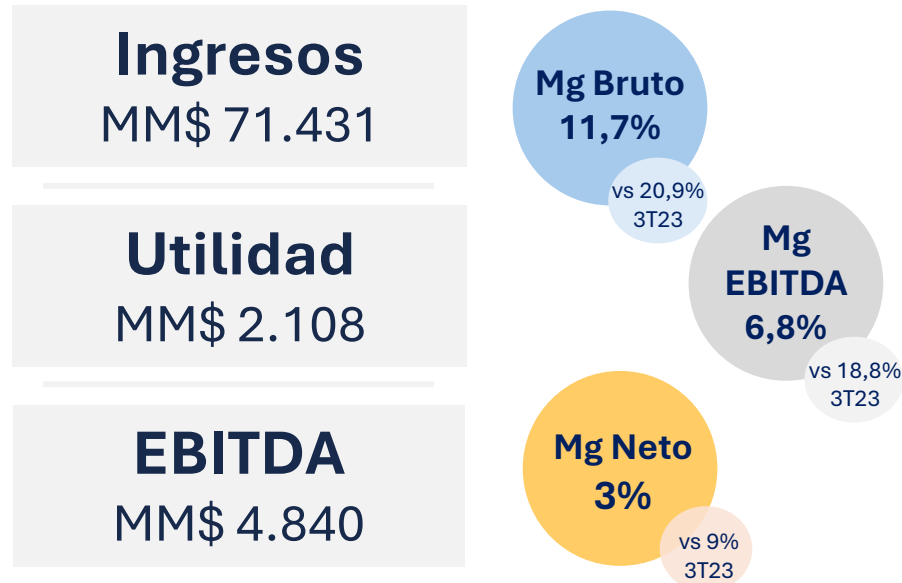 Ingresos
MM$ 71.431
Utilidad
MM$ 2.108
EBITDA
MM$ 4.840
Mg Bruto
11,7%
vs 20,9%
3T23
Mg
EBITDA
6,8%
vs 18,8%
3T23
Mg Neto
3%
vs 9%
3T23